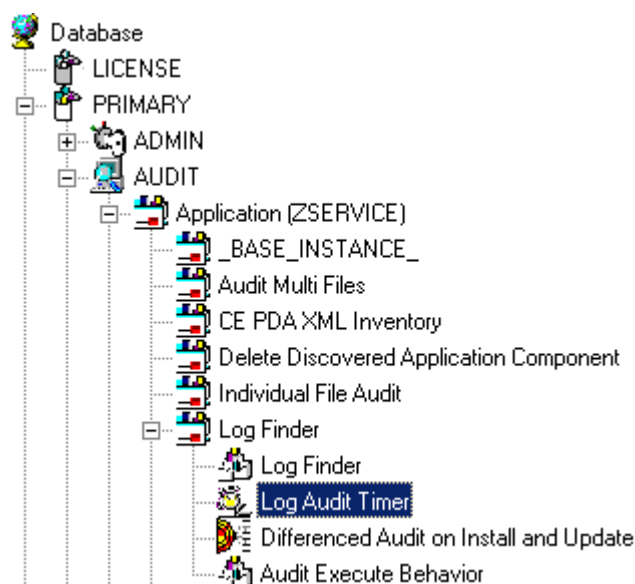 Database
LICENSE
PRIMARY
ADMIN
AUDIT
Application (ZSERVICE)
_BASE_INSTANCE_
Audit Multi Files
CE PDA XML Inventory
Delete Discovered Application Component
Individual File Audit
Log Finder
Log Finder
Log Audit Timer
Differenced Audit on Install and Update
Audit Execute Behavior